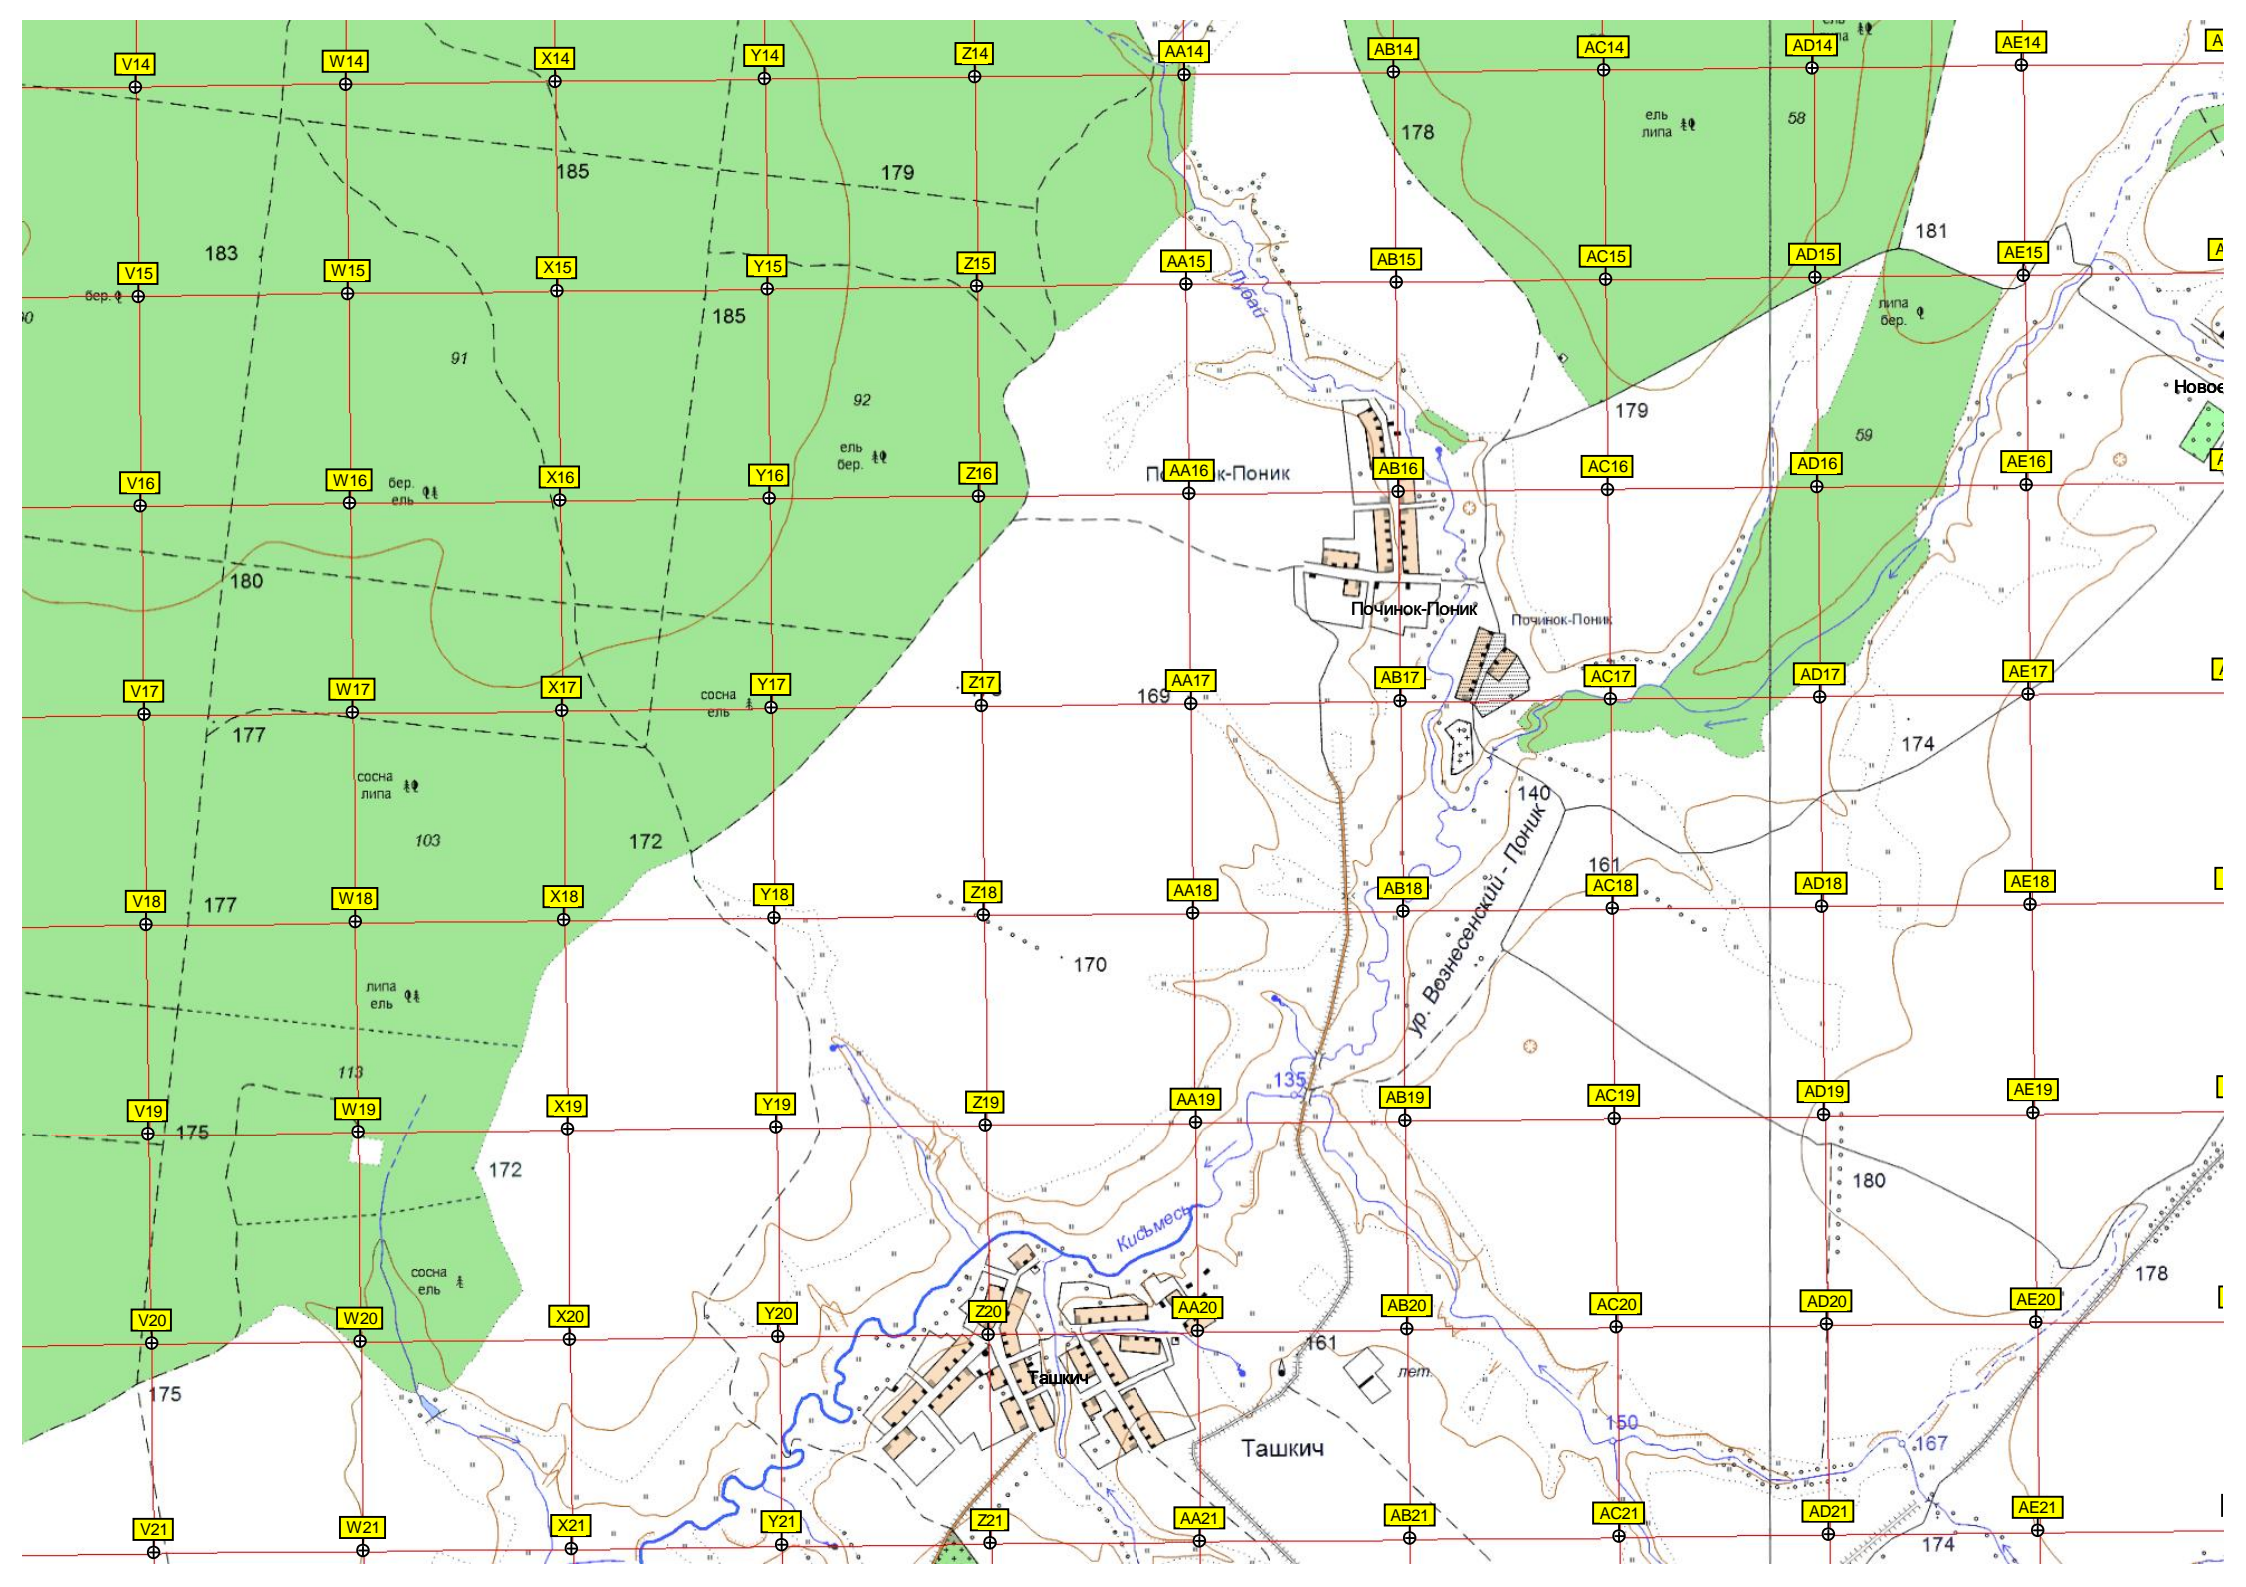 V14 W14 X14 Y14 Z14 AA14 AB14 AC14 AD14 AE14
ель
липа
58
178
185
179
183
181
V15 W15 X15 Y15 Z15 AA15 AB15 AC15 AD15 AE15
бер.
Лубай
185
липа
бер.
91
92
179
Новое
59
ель
бер.
V16 W16 X16 Y16 Z16 AA16 AB16 AC16 AD16 AE16
к-Поник
бер.
ель
180
Починок-Поник
Починок-Поник
V17 W17 X17 Y17 Z17 AA17 AB17 AC17 AD17 AE17
сосна
ель
169
177
174
сосна
липа
140
103
172
161
V18 W18 X18 Y18 Z18 AA18 AB18 AC18 AD18 AE18
177
ур. Вознесенский - Поник
170
липа
ель
113
135
V19 W19 X19 Y19 Z19 AA19 AB19 AC19 AD19 AE19
175
172
180
Кисьмесь
сосна
ель
178
V20 W20 X20 Y20 Z20 AA20 AB20 AC20 AD20 AE20
161
лет.
Ташкич
175
150
167
Ташкич
V21 W21 X21 Y21 Z21 AA21 AB21 AC21 AD21 AE21
174